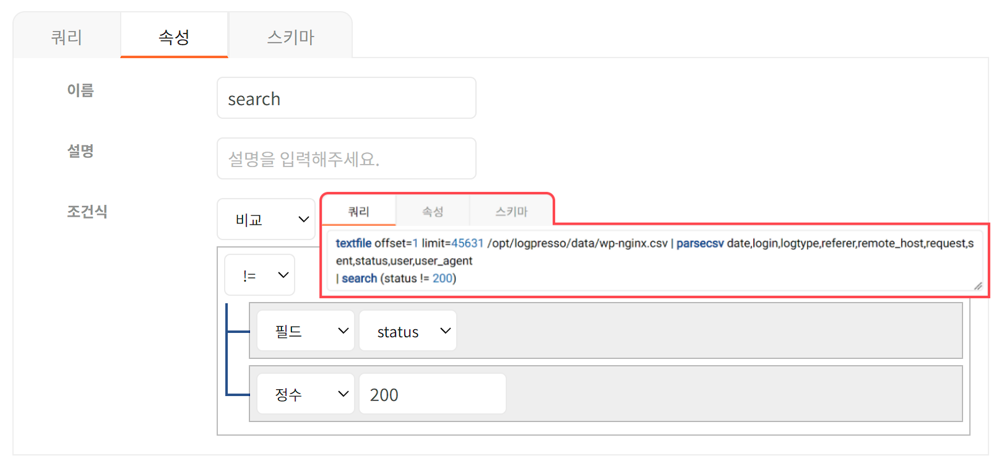 쿼리 속성 스키마
이름 search
설명 설명을 입력해주세요.
조건식 비교
쿼리 속성 스키마
textfile offset=1 limit=45631 /opt/logpresso/data/wp-nginx.csv | parsecsv date,login,logtype,referer,remote_host,request,s
ent,status,user,user_agent
| search (status != 200)
!=
필드 status
정수 200